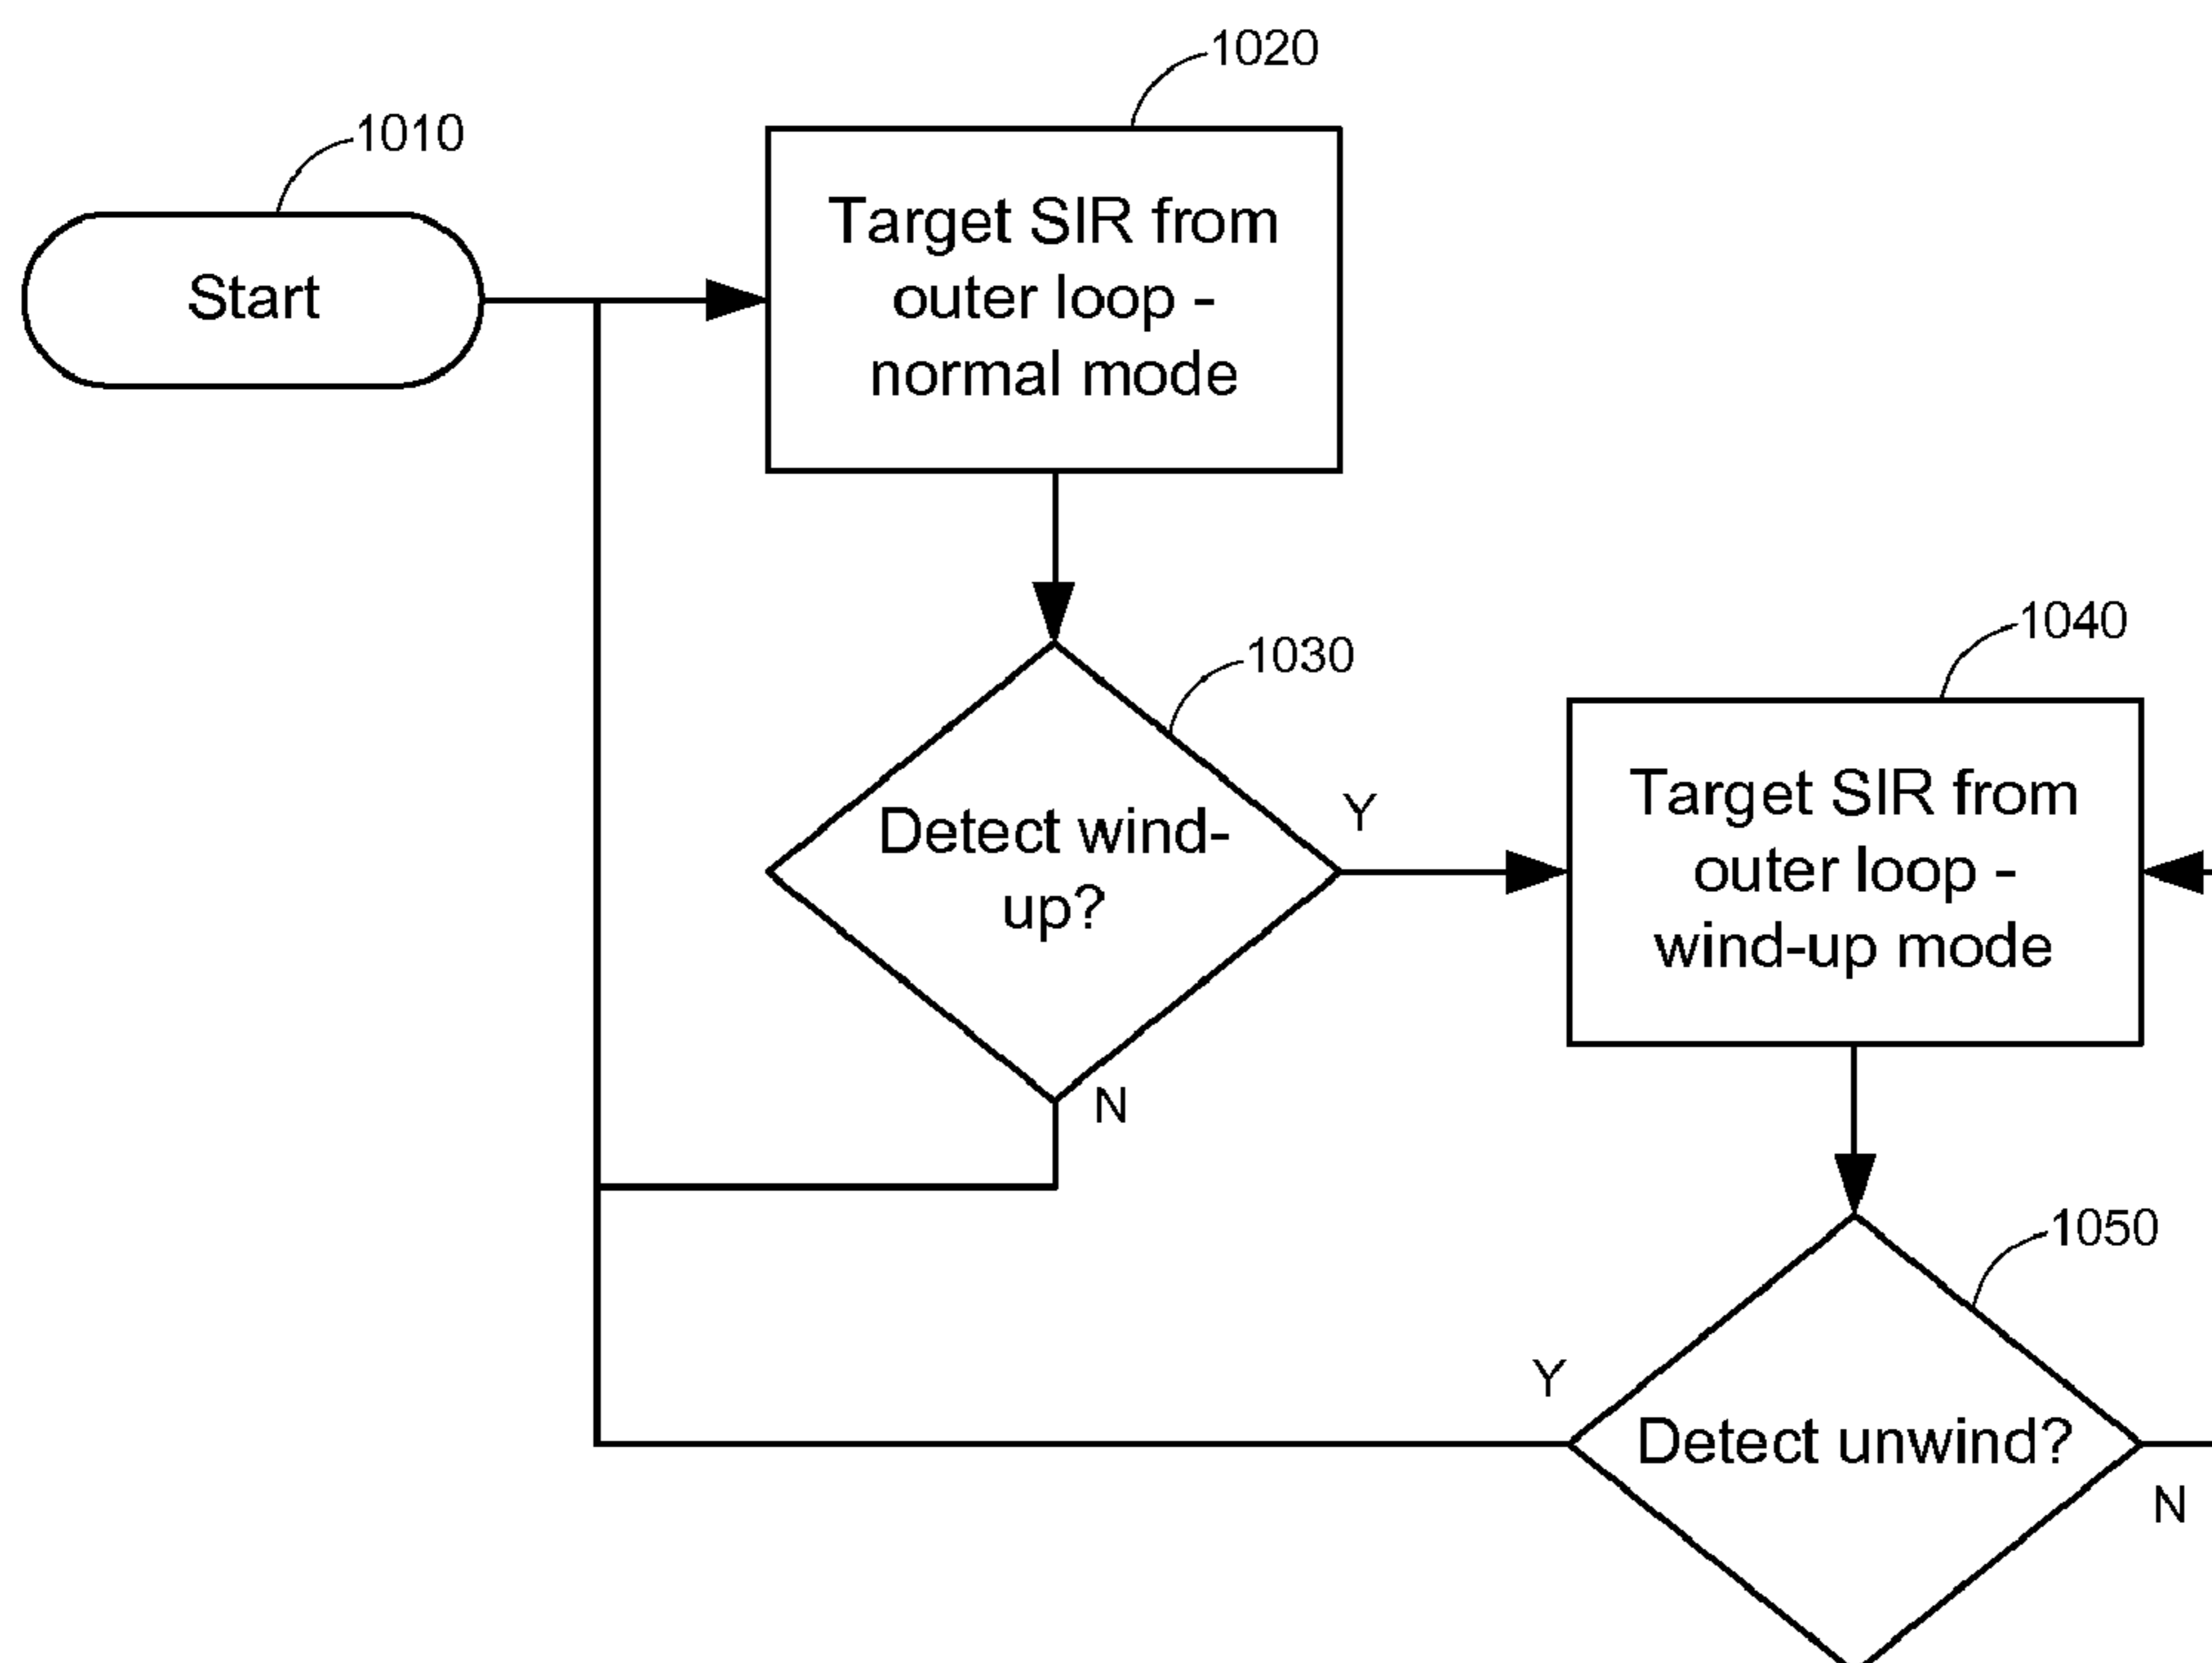 1020
1010
Target SIR from
outer loop -
normal mode
Start
1030
1040
Detect wind-
up?
Y
Target SIR from
outer loop -
wind-up mode
N
1050
Y
Detect unwind?
N